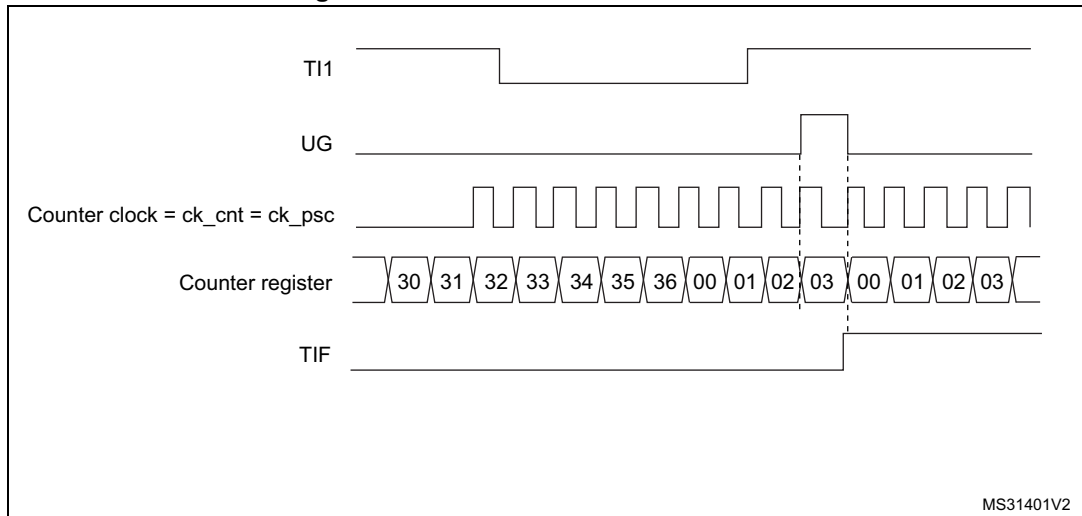 TI1
UG
Counter clock = ck_cnt = ck_psc
Counter register 30 31 32 33 34 35 36 00 01 02 03 00 01 02 03
TIF
MS31401V2